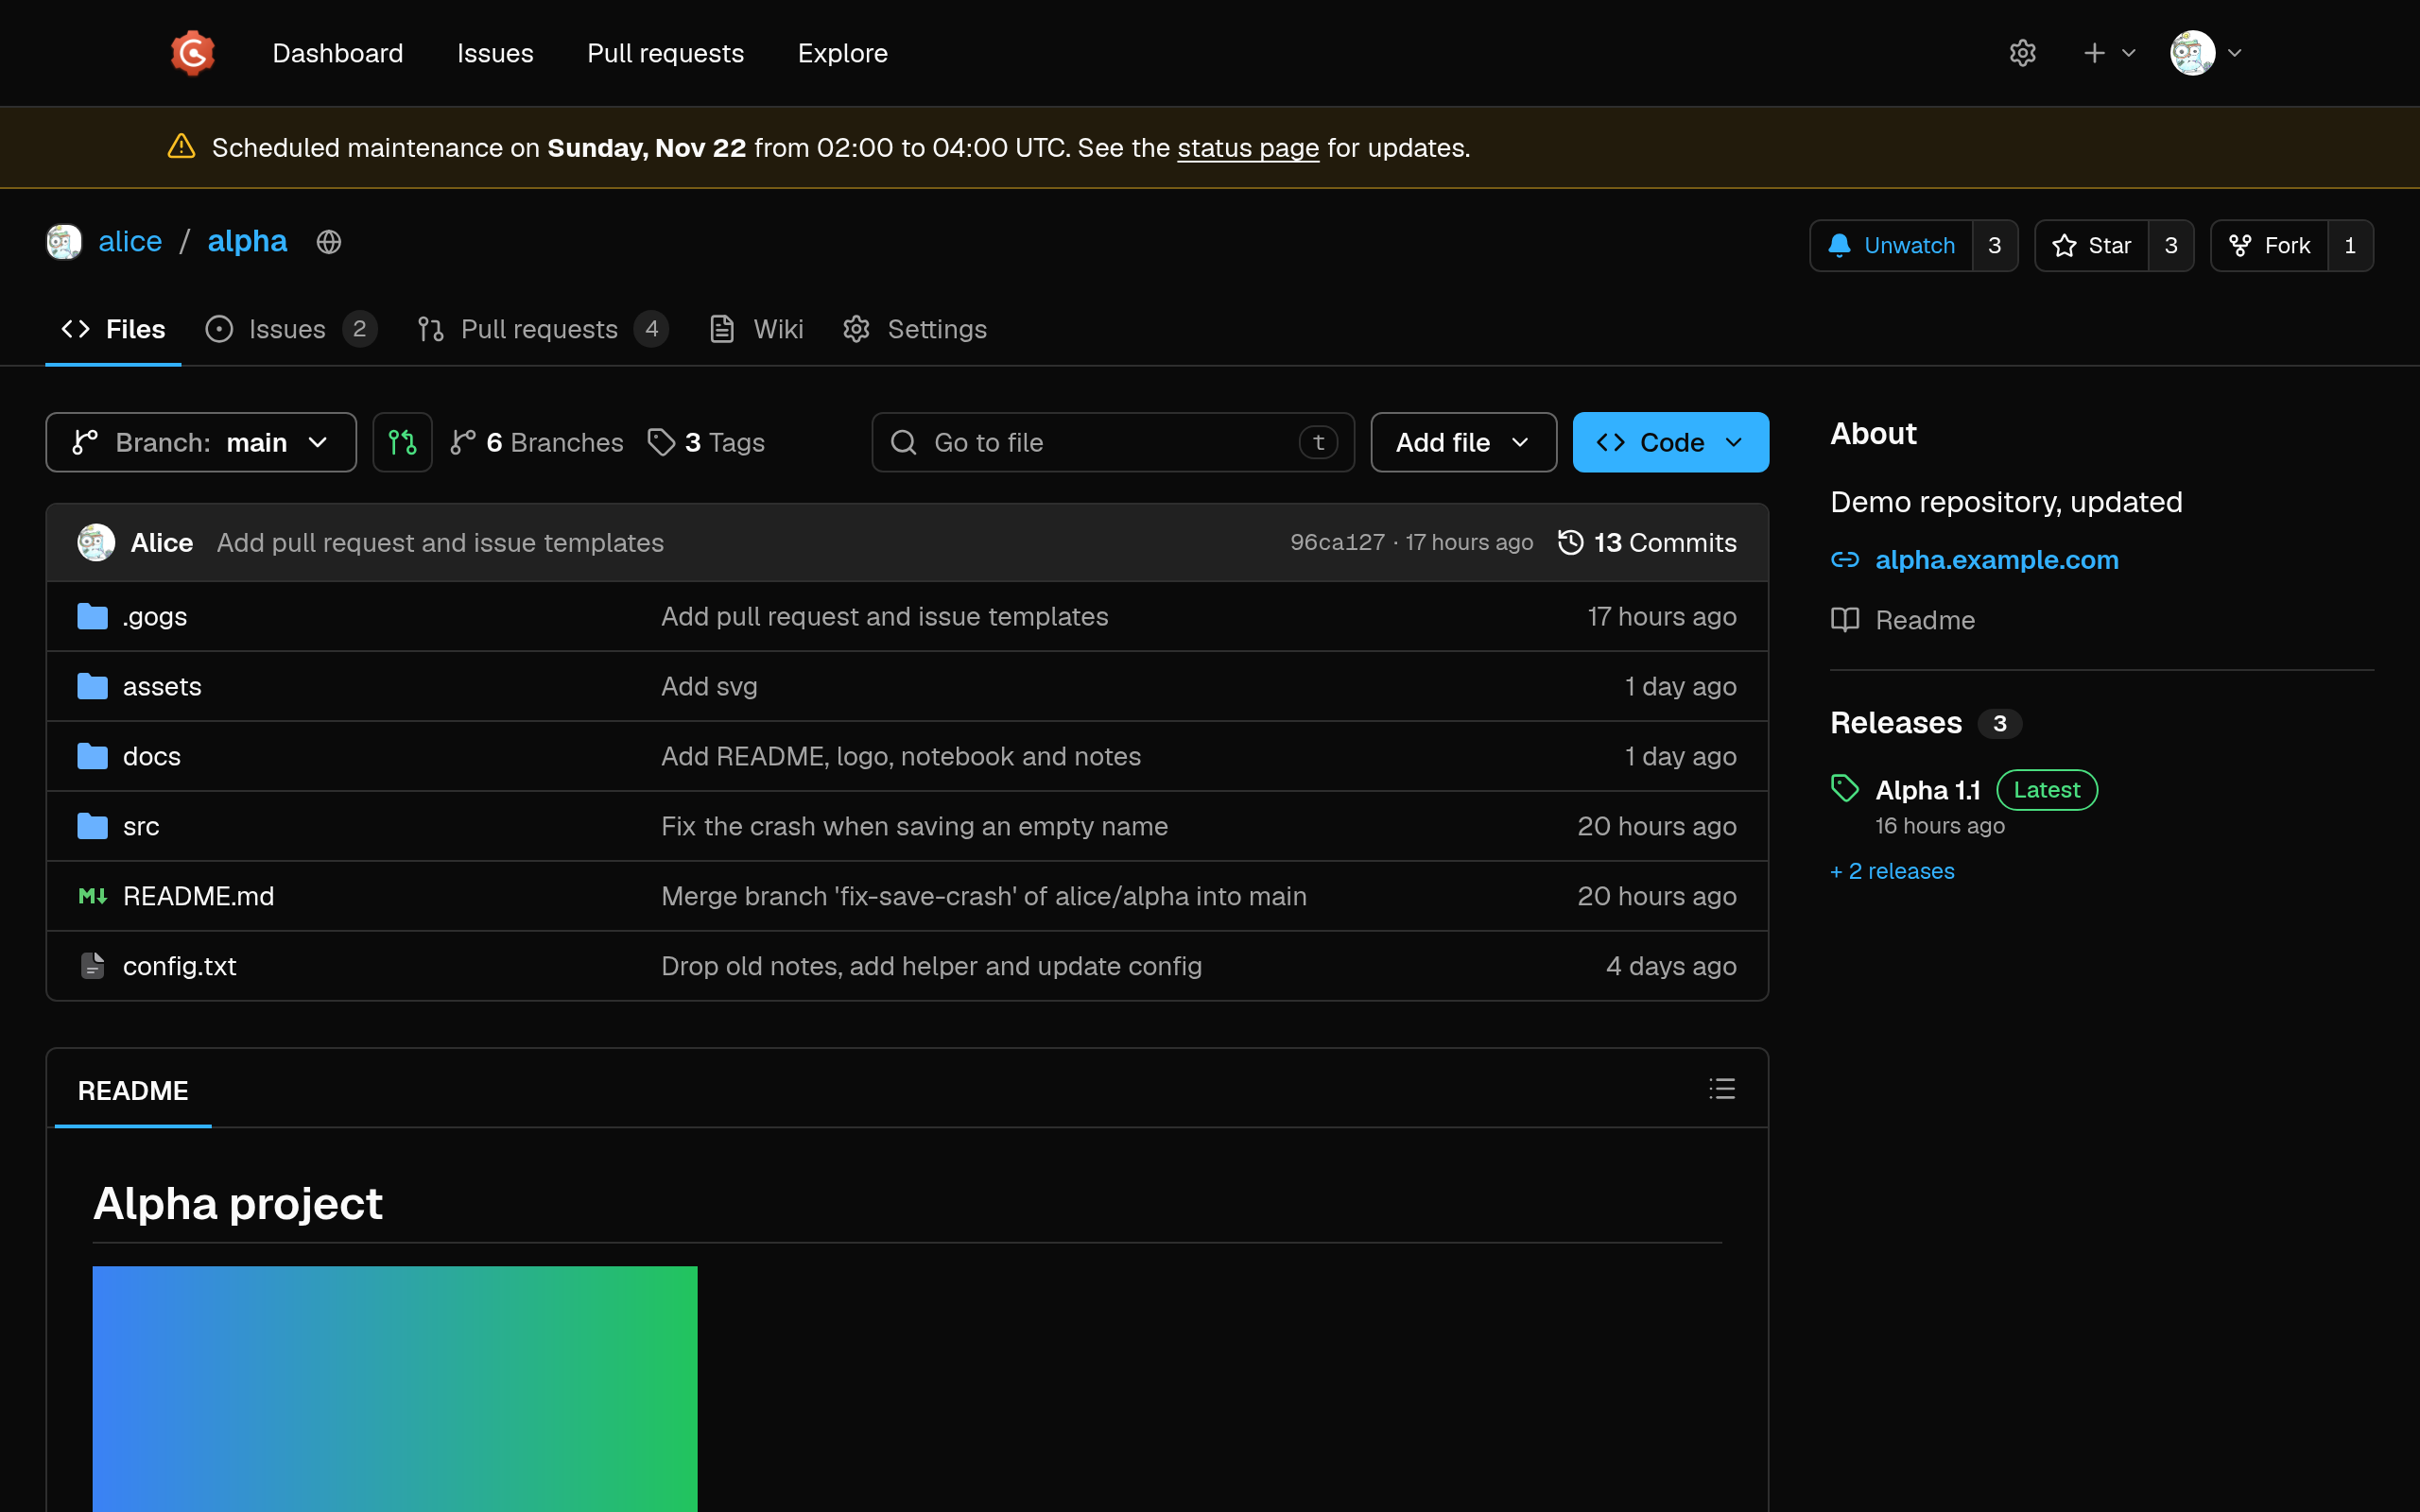 Dashboard Issues Pull requests Explore
Scheduled maintenance on Sunday, Nov 22 from 02:00 to 04:00 UTC. See the status page for updates.
alice / alpha
Unwatch 3 Star 3 Fork 1
Files Issues 2 Pull requests 4 Wiki Settings
Branch: main 6 Branches 3 Tags Go to file t Add file Code
Alice Add pull request and issue templates 96ca127 · 17 hours ago 13 Commits
.gogs Add pull request and issue templates 17 hours ago
assets Add svg 1 day ago
docs Add README, logo, notebook and notes 1 day ago
src Fix the crash when saving an empty name 20 hours ago
README.md Merge branch 'fix-save-crash' of alice/alpha into main 20 hours ago
config.txt Drop old notes, add helper and update config 4 days ago
README
Alpha project
About
Demo repository, updated
alpha.example.com
Readme
Releases 3
Alpha 1.1 Latest
16 hours ago
+ 2 releases